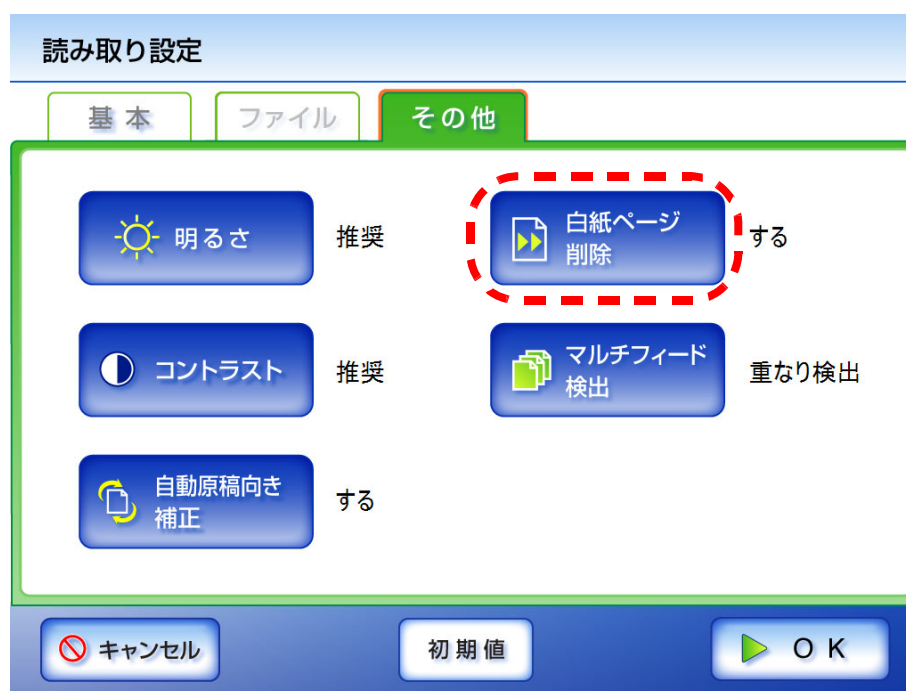 読み取り設定
基本 ファイル その他
明るさ 推奨
白紙ページ
削除
する
コントラスト 推奨
マルチフィード
検出
重なり検出
自動原稿向き
補正
する
キャンセル 初期値 OK